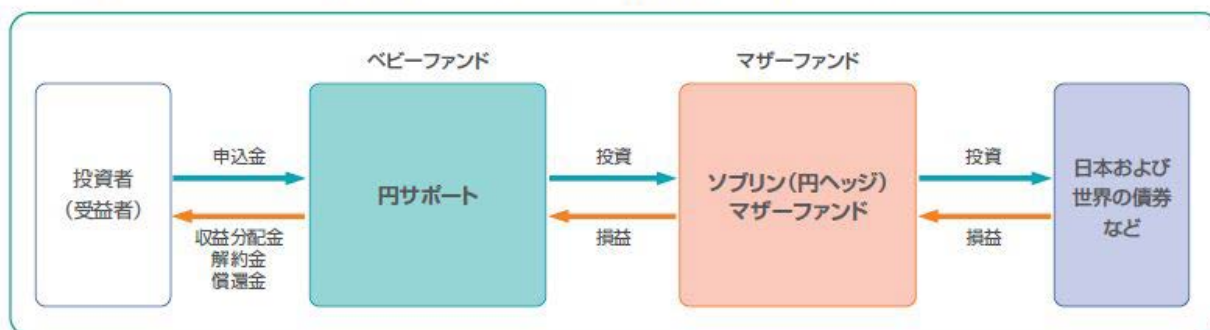 ベビーファンド
マザーファンド
投資者
(受益者)
申込金
収益分配金
解約金
償還金
円サポート
投資
損益
ソブリン(円ヘッジ)
マザーファンド
投資
損益
日本および
世界の債券
など